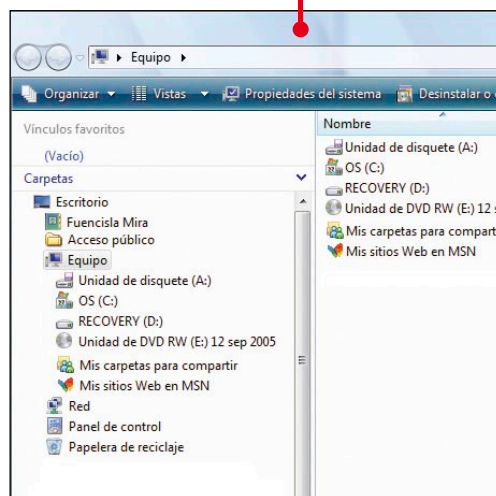 Equipo
Organizar Vistas Propiedades del sistema Desinstalar o
Vínculos favoritos
(Vacío)
Carpetas
Escritorio
Fuencisla Mira
Acceso público
Equipo
Unidad de disquete (A:)
OS (C:)
RECOVERY (D:)
Unidad de DVD RW (E:) 12 sep 2005
Mis carpetas para compartir
Mis sitios Web en MSN
Red
Panel de control
Papelera de reciclaje
Nombre
Unidad de disquete (A:)
OS (C:)
RECOVERY (D:)
Unidad de DVD RW (E:) 12
Mis carpetas para compart
Mis sitios Web en MSN